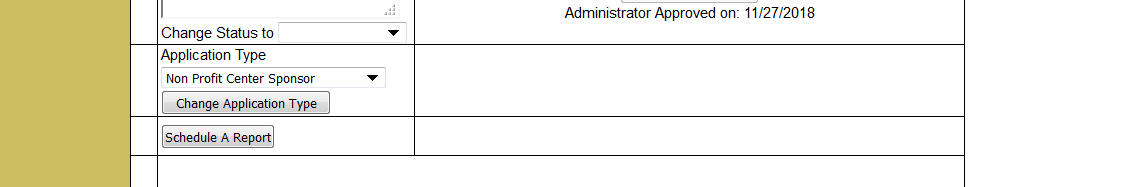 Administrator Approved on: 11/27/2018
Change Status to
Application Type
Non Profit Center Sponsor
Change Application Type
Schedule A Report